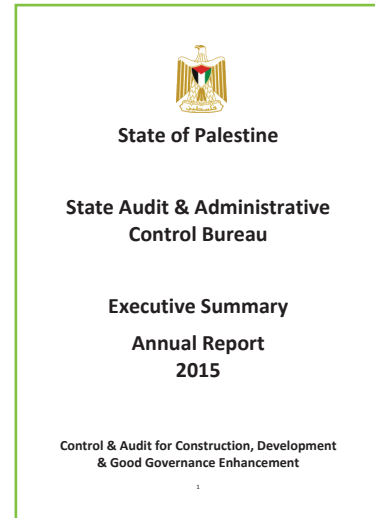 State of Palestine
State Audit & Administrative
Control Bureau
Executive Summary
Annual Report
2015
Control & Audit for Construction, Development
& Good Governance Enhancement
1